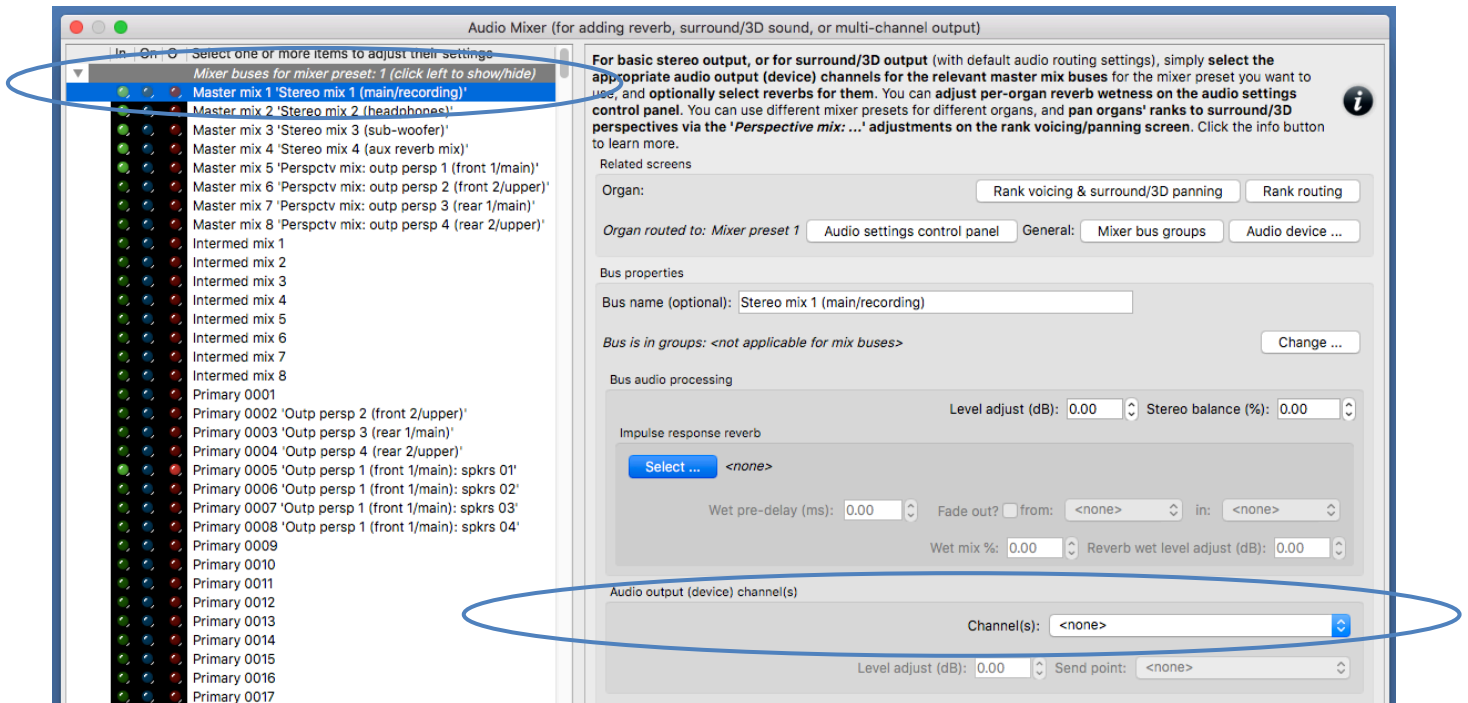 Audio Mixer (for adding reverb, surround/3D sound, or multi-channel output)
In On O Select one or more items to adjust their settings
Mixer buses for mixer preset: 1 (click left to show/hide)
Master mix 1 'Stereo mix 1 (main/recording)'
Master mix 2 'Stereo mix 2 (headphones)'
Master mix 3 'Stereo mix 3 (sub-woofer)'
Master mix 4 'Stereo mix 4 (aux reverb mix)'
Master mix 5 'Perspctv mix: outp persp 1 (front 1/main)'
Master mix 6 'Perspctv mix: outp persp 2 (front 2/upper)'
Master mix 7 'Perspctv mix: outp persp 3 (rear 1/main)'
Master mix 8 'Perspctv mix: outp persp 4 (rear 2/upper)'
Intermed mix 1
Intermed mix 2
Intermed mix 3
Intermed mix 4
Intermed mix 5
Intermed mix 6
Intermed mix 7
Intermed mix 8
Primary 0001
Primary 0002 'Outp persp 2 (front 2/upper)'
Primary 0003 'Outp persp 3 (rear 1/main)'
Primary 0004 'Outp persp 4 (rear 2/upper)'
Primary 0005 'Outp persp 1 (front 1/main): spkrs 01'
Primary 0006 'Outp persp 1 (front 1/main): spkrs 02'
Primary 0007 'Outp persp 1 (front 1/main): spkrs 03'
Primary 0008 'Outp persp 1 (front 1/main): spkrs 04'
Primary 0009
Primary 0010
Primary 0011
Primary 0012
Primary 0013
Primary 0014
Primary 0015
Primary 0016
Primary 0017
For basic stereo output, or for surround/3D output (with default audio routing settings), simply select the
appropriate audio output (device) channels for the relevant master mix buses for the mixer preset you want to
use, and optionally select reverbs for them. You can adjust per-organ reverb wetness on the audio settings
control panel. You can use different mixer presets for different organs, and pan organs' ranks to surround/3D
perspectives via the 'Perspective mix: ...' adjustments on the rank voicing/panning screen. Click the info button
to learn more.
i
Related screens
Organ: Rank voicing & surround/3D panning Rank routing
Organ routed to: Mixer preset 1 Audio settings control panel General: Mixer bus groups Audio device ...
Bus properties
Bus name (optional): Stereo mix 1 (main/recording)
Bus is in groups: <not applicable for mix buses> Change ...
Bus audio processing
Level adjust (dB): 0.00 Stereo balance (%): 0.00
Impulse response reverb
Select ... <none>
Wet pre-delay (ms): 0.00 Fade out? from: <none> in: <none>
Wet mix %: 0.00 Reverb wet level adjust (dB): 0.00
Audio output (device) channel(s)
Channel(s): <none>
Level adjust (dB): 0.00 Send point: <none>